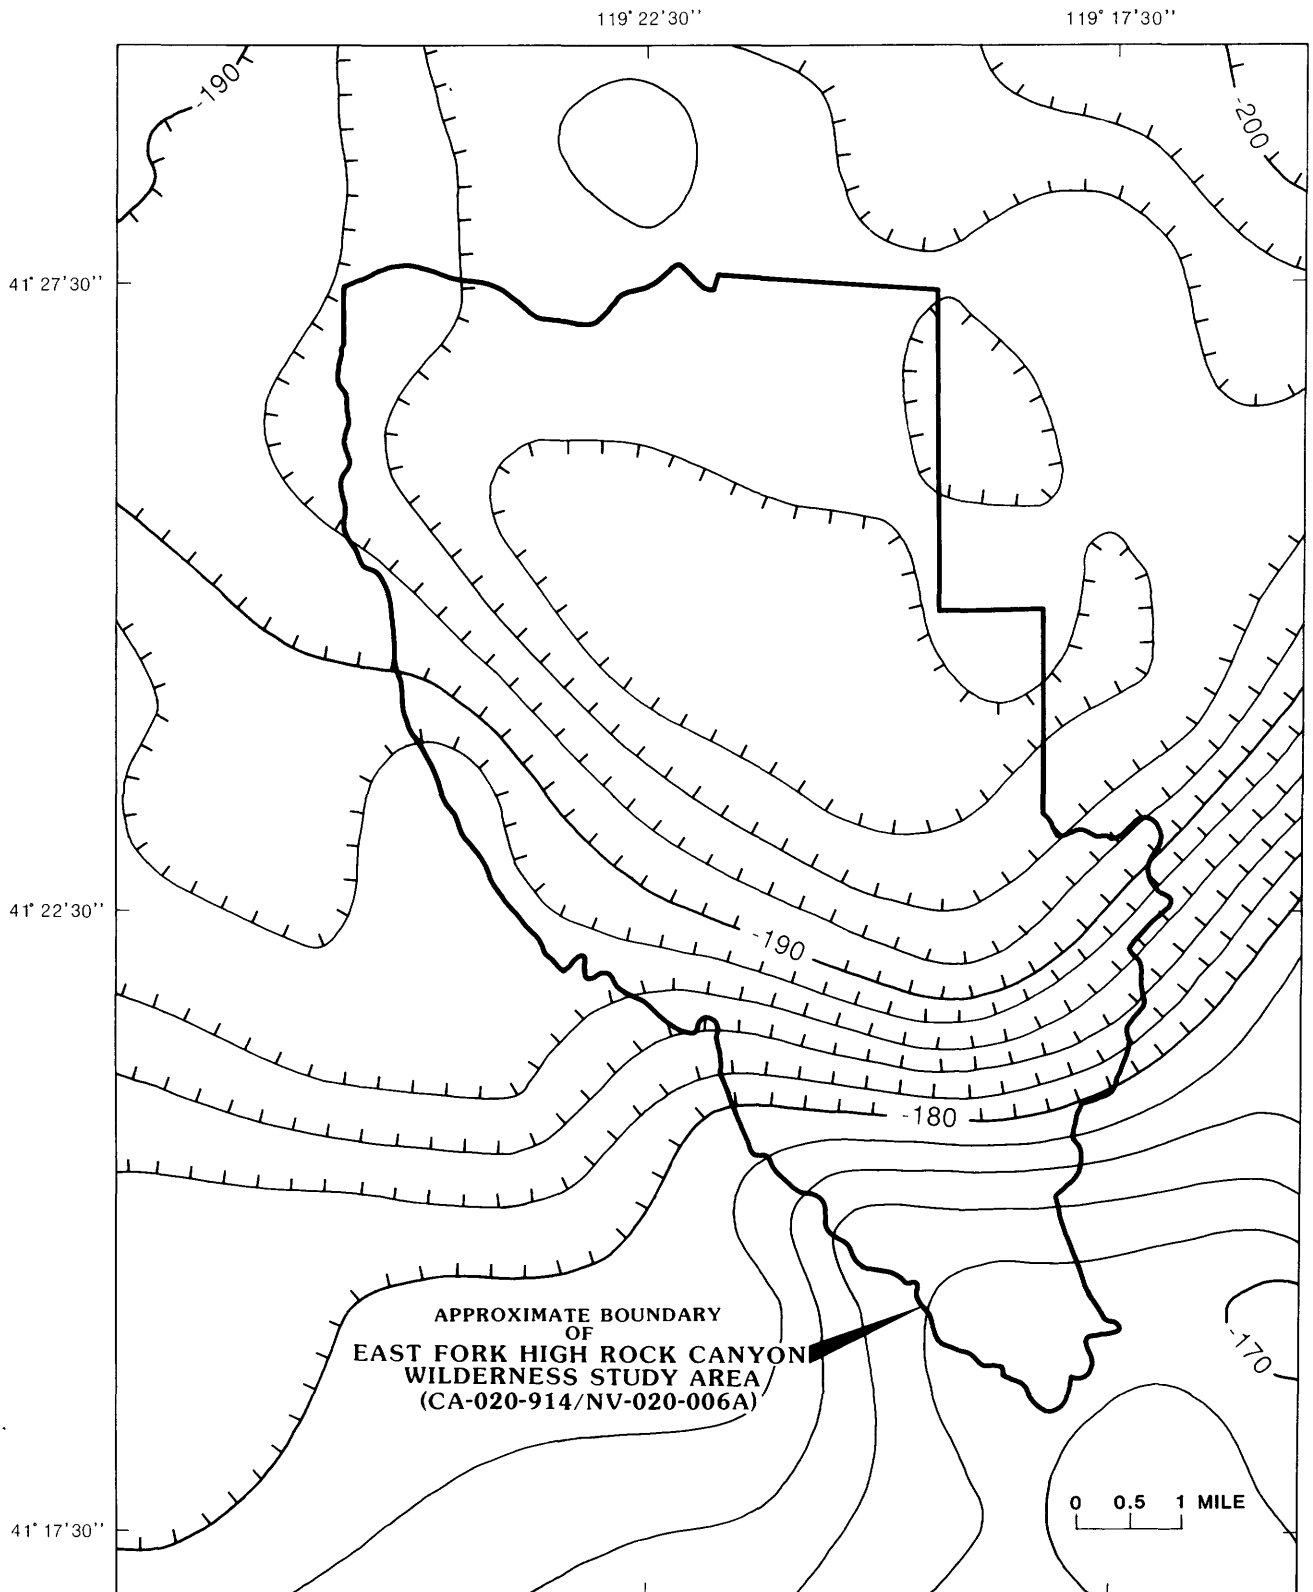 119° 22'30"
119° 17'30"
-190
-200
41° 27'30"
41° 22'30"
-190
-180
APPROXIMATE BOUNDARY
OF
EAST FORK HIGH ROCK CANYON
WILDERNESS STUDY AREA
(CA-020-914/NV-020-006A)
-170
0 0.5 1 MILE
41° 17'30"